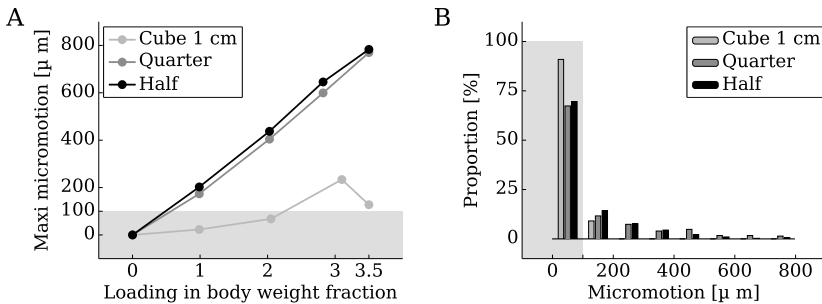 A
Maxi micromotion [µ m]
800
600
400
200
100
0
Cube 1 cm
Quarter
Half
0 1 2 3 3.5
Loading in body weight fraction
B
Proportion [%]
100
75
50
25
0
Cube 1 cm
Quarter
Half
0 200 400 600 800
Micromotion [µ m]